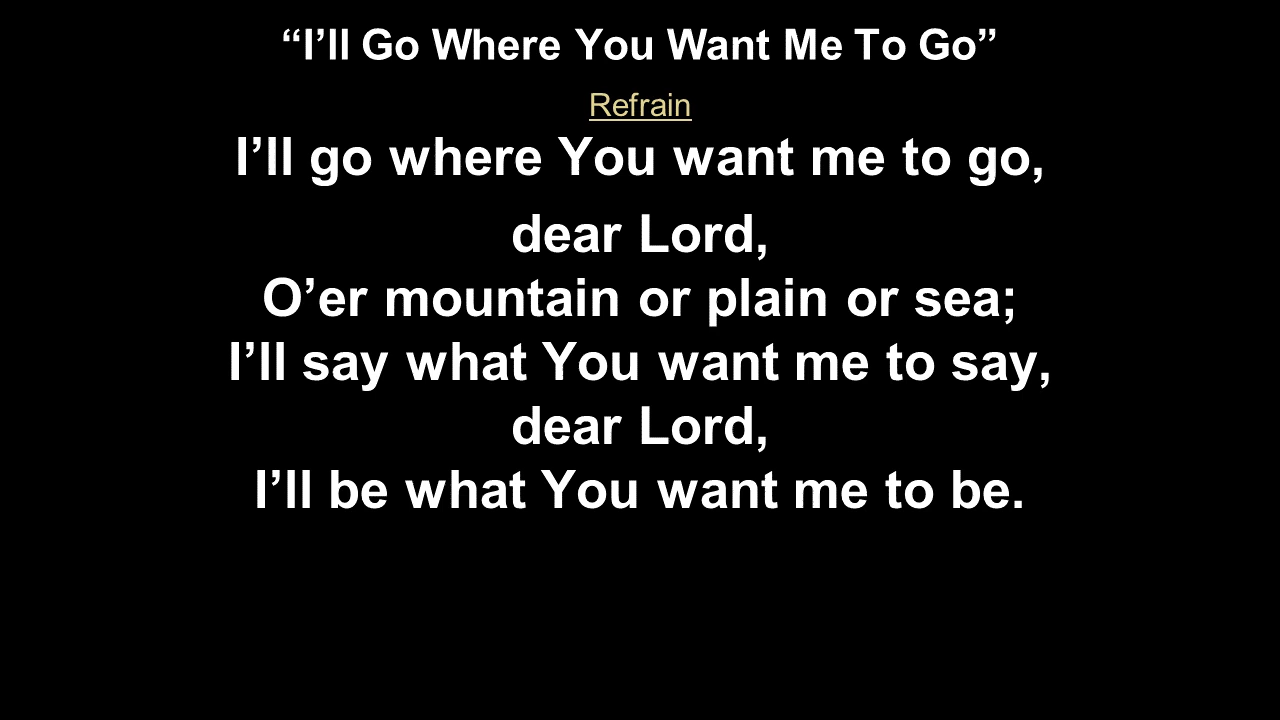 “I’ll Go Where You Want Me To Go”
Refrain
I’ll go where You want me to go,
dear Lord,
O’er mountain or plain or sea;
I’ll say what You want me to say,
dear Lord,
I’ll be what You want me to be.